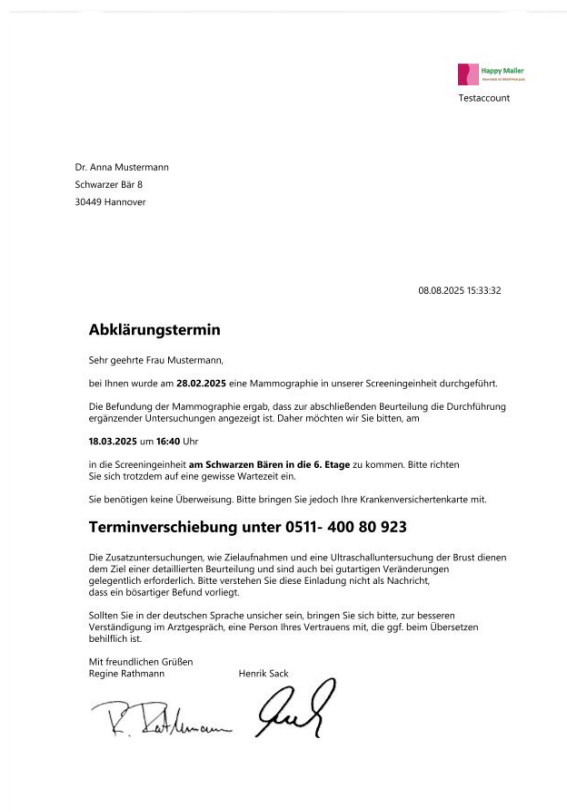 Happy Mailer
Testaccount
Dr. Anna Mustermann
Schwarzer Bär 8
30449 Hannover
08.08.2025 15:33:32
Abklärungstermin
Sehr geehrte Frau Mustermann,
bei Ihnen wurde am 28.02.2025 eine Mammographie in unserer Screeningeinheit durchgeführt.
Die Befundung der Mammographie ergab, dass zur abschließenden Beurteilung die Durchführung
ergänzender Untersuchungen angezeigt ist. Daher möchten wir Sie bitten, am
18.03.2025 um 16:40 Uhr
in die Screeningeinheit am Schwarzen Bären in die 6. Etage zu kommen. Bitte richten
Sie sich trotzdem auf eine gewisse Wartezeit ein.
Sie benötigen keine Überweisung. Bitte bringen Sie jedoch Ihre Krankenversichertenkarte mit.
Terminverschiebung unter 0511- 400 80 923
Die Zusatzuntersuchungen, wie Zielaufnahmen und eine Ultraschalluntersuchung der Brust dienen
dem Ziel einer detaillierten Beurteilung und sind auch bei gutartigen Veränderungen
gelegentlich erforderlich. Bitte verstehen Sie diese Einladung nicht als Nachricht,
dass ein bösartiger Befund vorliegt.
Sollten Sie in der deutschen Sprache unsicher sein, bringen Sie sich bitte, zur besseren
Verständigung im Arztgespräch, eine Person Ihres Vertrauens mit, die ggf. beim Übersetzen
behilflich ist.
Mit freundlichen Grüßen
Regine Rathmann Henrik Sack
R. Rathmann